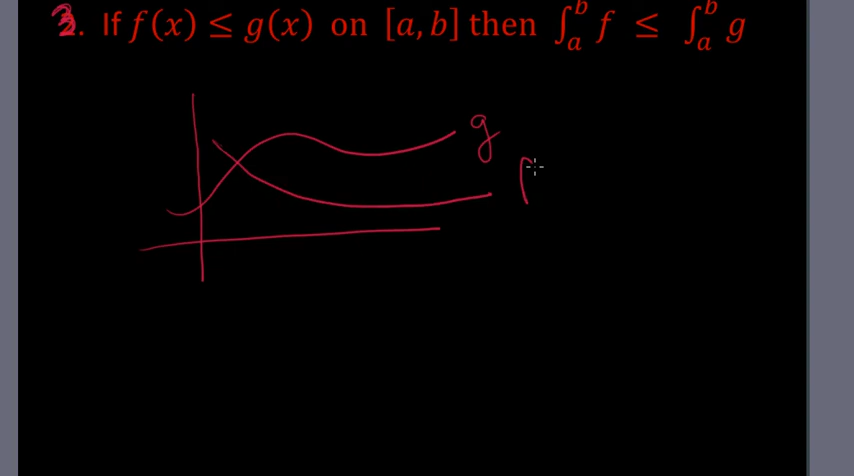 3. If f(x) ≤ g(x) on [a, b] then ∫ₐᵇ f ≤ ∫ₐᵇ g
g